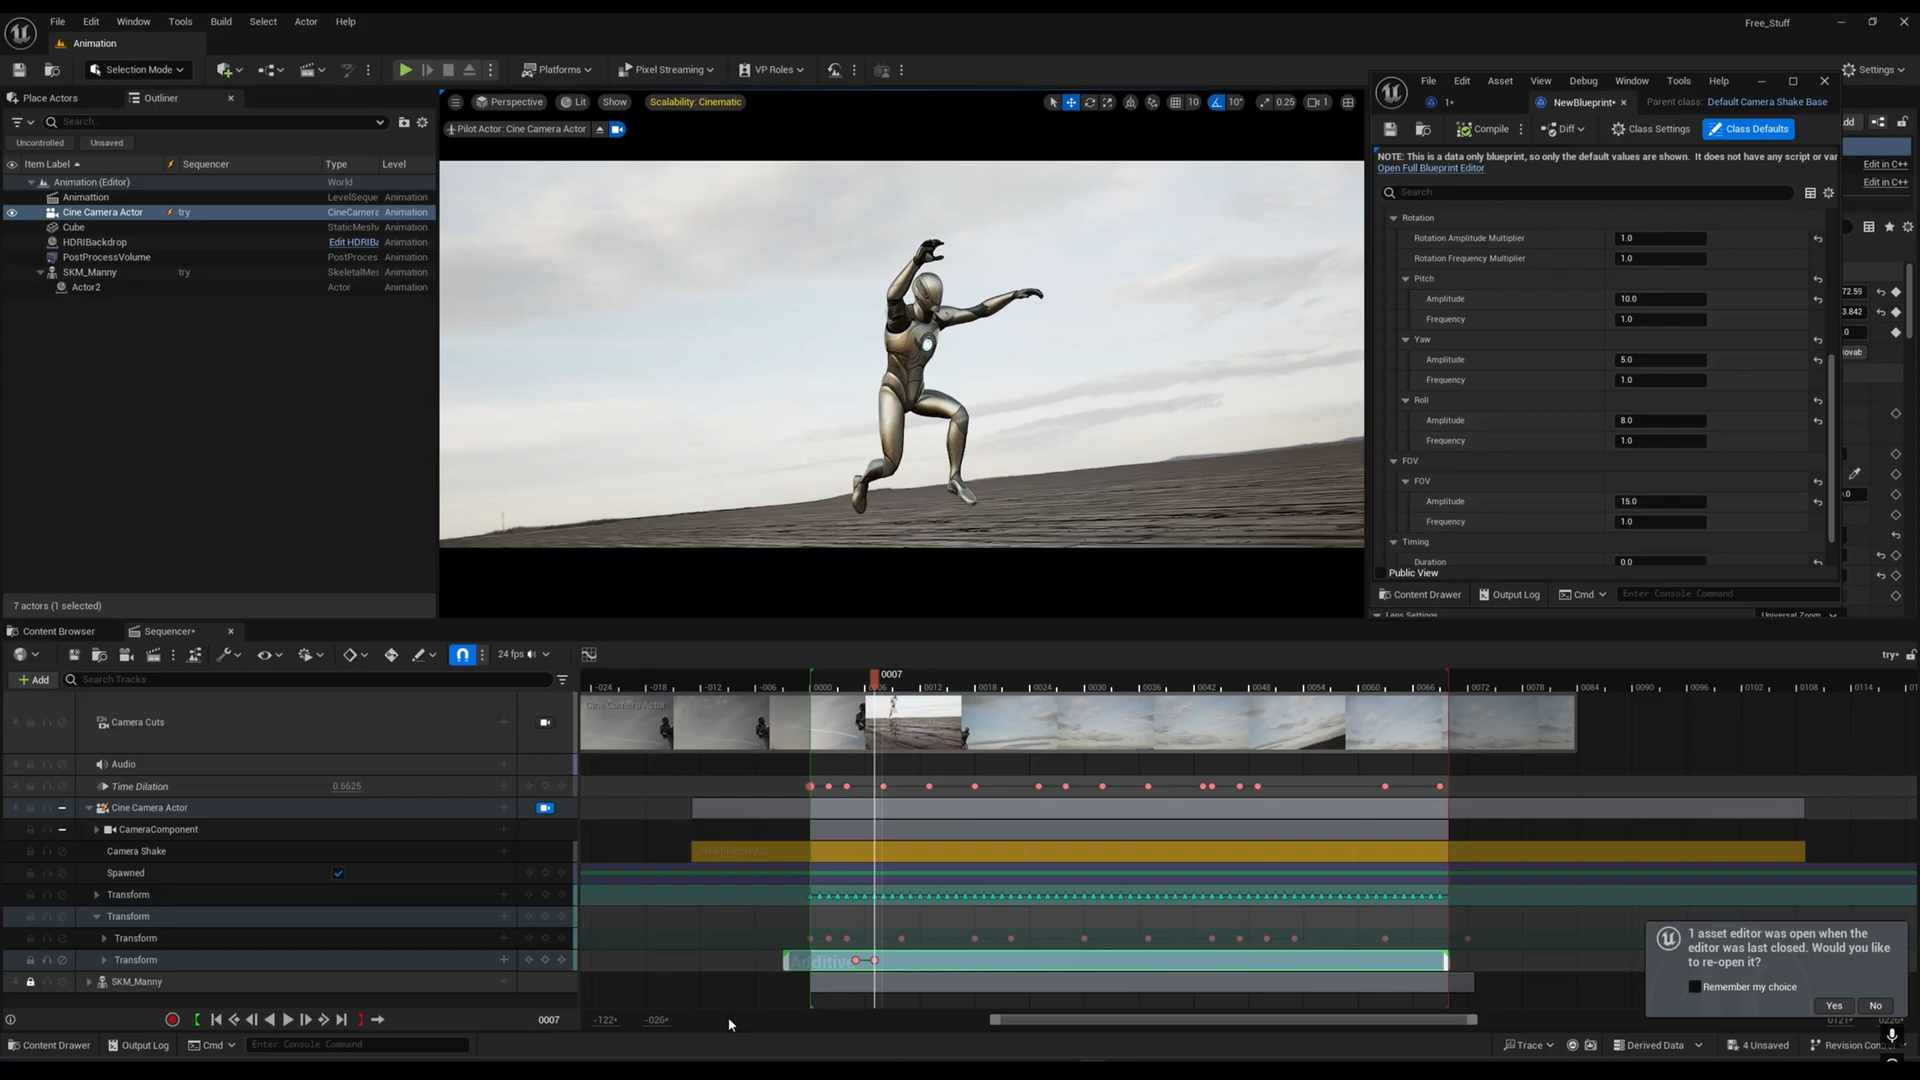 File Edit Window Tools Build Select Actor Help
Free_Stuff
Animation
Selection Mode
Platforms
Pixel Streaming
VP Roles
Settings
Place Actors
Outliner
Search...
Uncontrolled
Unsaved
Item Label
Sequencer
Type
Level
Animation (Editor)
World
Animattion
LevelSeque
Animation
Cine Camera Actor
try
CineCamera
Animation
Cube
StaticMesh
Animation
HDRIBackdrop
Edit HDRIBa
Animation
PostProcessVolume
PostProces
Animation
SKM_Manny
try
SkeletalMes
Animation
Actor2
Actor
Animation
7 actors (1 selected)
Perspective
Lit
Show
Scalability: Cinematic
10
10°
0.25
1
Pilot Actor: Cine Camera Actor
File Edit Asset View Debug Window Tools Help
1*
NewBlueprint*
Parent class: Default Camera Shake Base
Compile
Diff
Class Settings
Class Defaults
NOTE: This is a data only blueprint, so only the default values are shown. It does not have any script or var
Open Full Blueprint Editor
Search
Rotation
Rotation Amplitude Multiplier
1.0
Rotation Frequency Multiplier
1.0
Pitch
Amplitude
10.0
Frequency
1.0
Yaw
Amplitude
5.0
Frequency
1.0
Roll
Amplitude
8.0
Frequency
1.0
FOV
FOV
Amplitude
15.0
Frequency
1.0
Timing
Duration
0.0
Public View
Content Drawer
Output Log
Cmd
Enter Console Command
Edit in C++
Edit in C++
72.59
3.842
Lens Settings
Universal Zoom
Content Browser
Sequencer*
24 fps
try*
Add
Search Tracks
0007
-024 -018 -012 -006 0000 0006 0012 0018 0024 0030 0036 0042 0048 0054 0060 0066 0072 0078 0084 0090 0096 0102 0108 0114
Camera Cuts
Cine Camera Actor
Audio
Time Dilation
0.6625
Cine Camera Actor
CameraComponent
Camera Shake
Spawned
Transform
Transform
Transform
Transform
Additive
SKM_Manny
1 asset editor was open when the
editor was last closed. Would you like
to re-open it?
Remember my choice
Yes
No
0007
-122+
-026+
Content Drawer
Output Log
Cmd
Enter Console Command
Trace
Derived Data
4 Unsaved
Revision Con